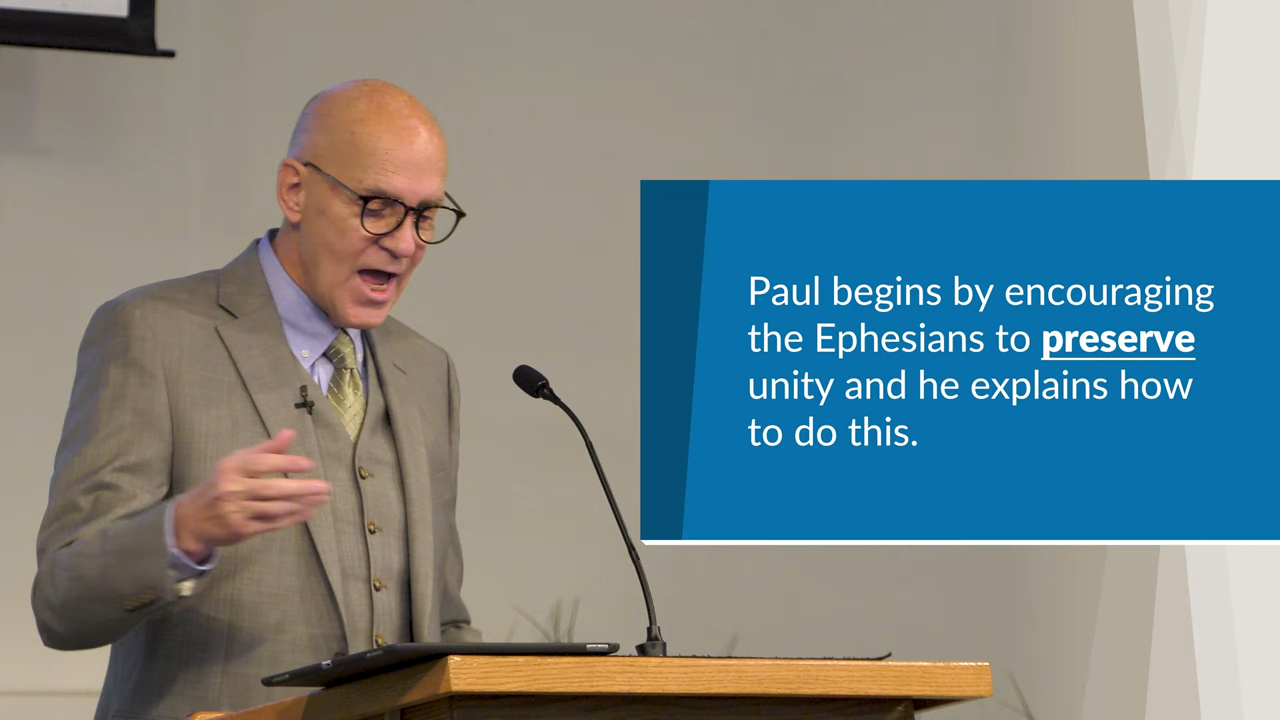 Paul begins by encouraging
the Ephesians to preserve
unity and he explains how
to do this.